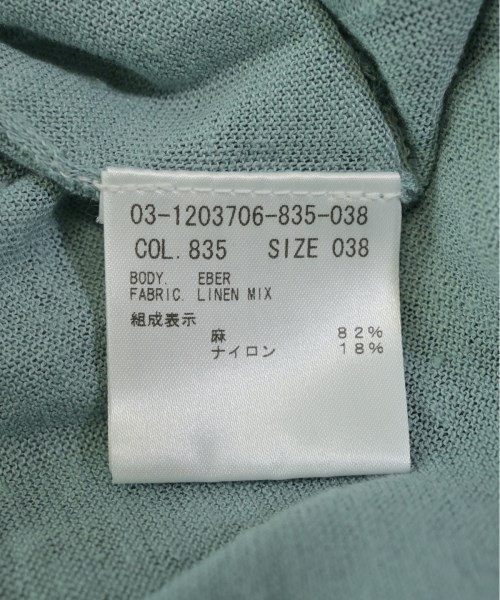 03-1203706-835-038
COL. 835 SIZE 038
BODY. EBER
FABRIC. LINEN MIX
組成表示
麻 82%
ナイロン 18%